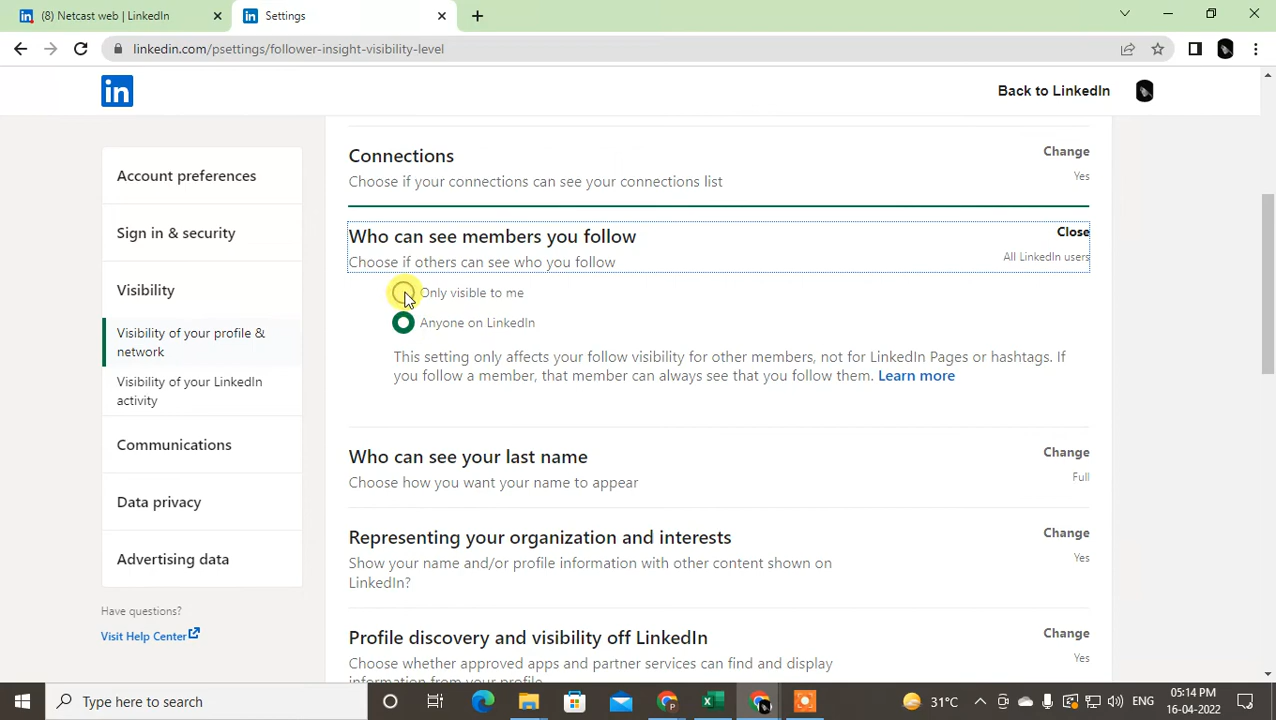 (8) Netcast web | LinkedIn
Settings
linkedin.com/psettings/follower-insight-visibility-level
in
Back to LinkedIn
Account preferences
Sign in & security
Visibility
Visibility of your profile &
network
Visibility of your LinkedIn
activity
Communications
Data privacy
Advertising data
Have questions?
Visit Help Center
Connections
Change
Choose if your connections can see your connections list
Yes
Who can see members you follow
Close
Choose if others can see who you follow
All LinkedIn users
Only visible to me
Anyone on LinkedIn
This setting only affects your follow visibility for other members, not for LinkedIn Pages or hashtags. If
you follow a member, that member can always see that you follow them. Learn more
Who can see your last name
Change
Choose how you want your name to appear
Full
Representing your organization and interests
Change
Show your name and/or profile information with other content shown on
LinkedIn?
Yes
Profile discovery and visibility off LinkedIn
Change
Choose whether approved apps and partner services can find and display
information from your profile
Yes
Type here to search
31°C
ENG
05:14 PM
16-04-2022